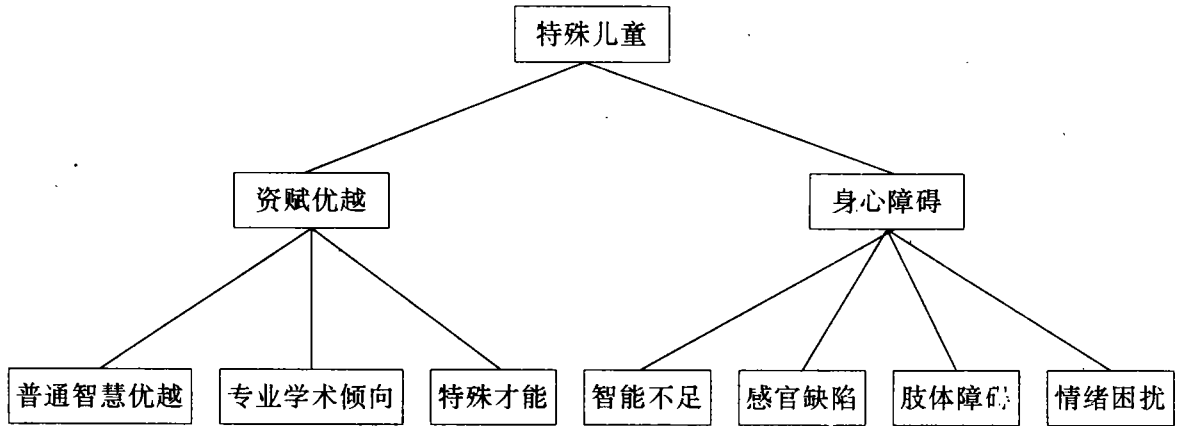 特殊儿童
资赋优越
身心障碍
普通智慧优越
专业学术倾向
特殊才能
智能不足
感官缺陷
肢体障碍
情绪困扰